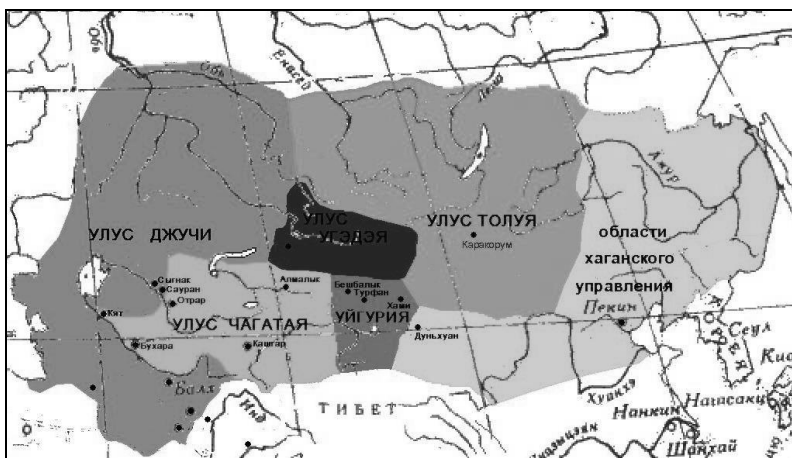 Обь
Енисей
Лена
Амур
УЛУС ДЖУЧИ
УЛУС
УГЭДЭЯ
УЛУС ТОЛУЯ
Каракорум
области
хаганского
управления
Пекин
Сыгнак
Сауран
Отрар
Алмалык
Бешбалык
Турфан
Хами
Кят
УЛУС ЧАГАТАЯ
УЙГУРИЯ
Бухара
Кашгар
Дуньхуан
КОРЕЯ
Сеул
Балх
ТИБЕТ
Хуанхэ
Инд
Нанкин
Нагасаки
Шанхай